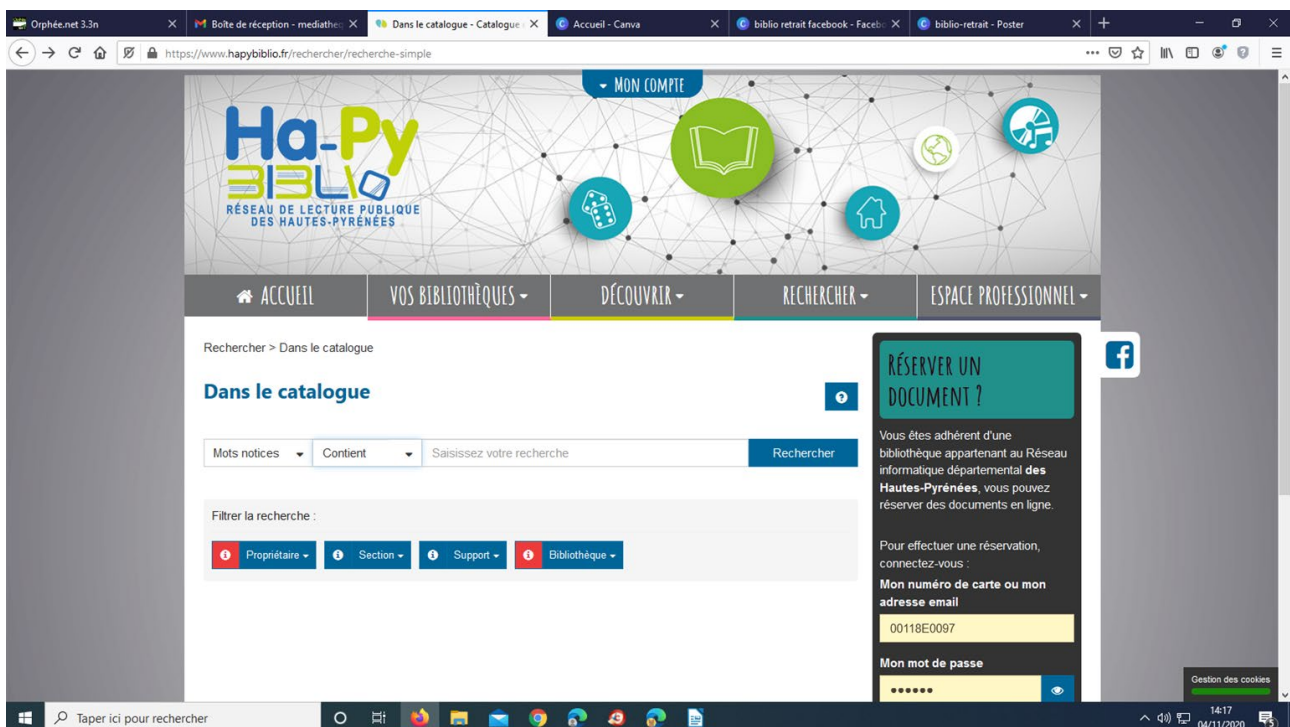 Orphée.net 3.3n
Boîte de réception - mediathec
Dans le catalogue - Catalogue
Accueil - Canva
biblio retrait facebook - Facebo
biblio-retrait - Poster
https://www.hapybiblio.fr/rechercher/recherche-simple
MON COMPTE
Ha-Py
BIBLIO
RÉSEAU DE LECTURE PUBLIQUE
DES HAUTES-PYRÉNÉES
ACCUEIL
VOS BIBLIOTHÈQUES
DÉCOUVRIR
RECHERCHER
ESPACE PROFESSIONNEL
Rechercher > Dans le catalogue
Dans le catalogue
Mots notices
Contient
Saisissez votre recherche
Rechercher
Filtrer la recherche :
Propriétaire
Section
Support
Bibliothèque
RÉSERVER UN
DOCUMENT ?
Vous êtes adhérent d'une
bibliothèque appartenant au Réseau
informatique départemental des
Hautes-Pyrénées, vous pouvez
réserver des documents en ligne.
Pour effectuer une réservation,
connectez-vous :
Mon numéro de carte ou mon
adresse email
00118E0097
Mon mot de passe
••••••
Gestion des cookies
Taper ici pour rechercher
14:17
04/11/2020